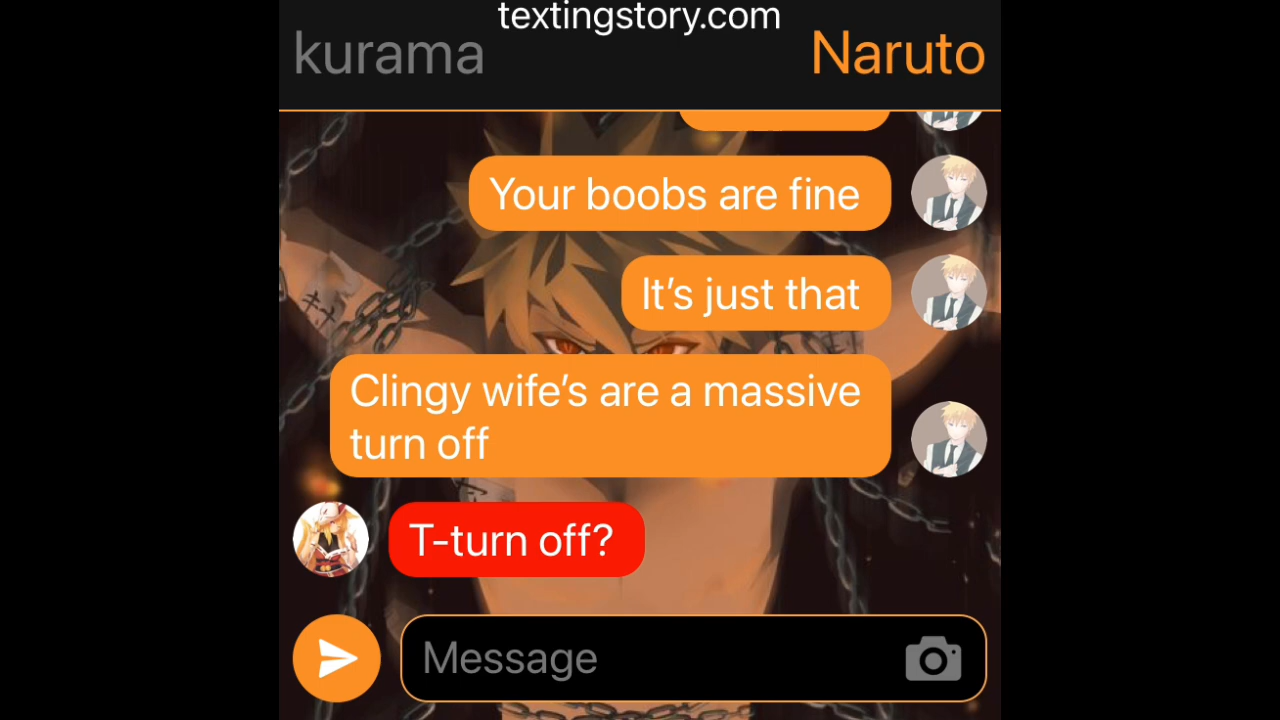 textingstory.com
kurama
Naruto
Your boobs are fine
It’s just that
Clingy wife’s are a massive
turn off
T-turn off?
Message